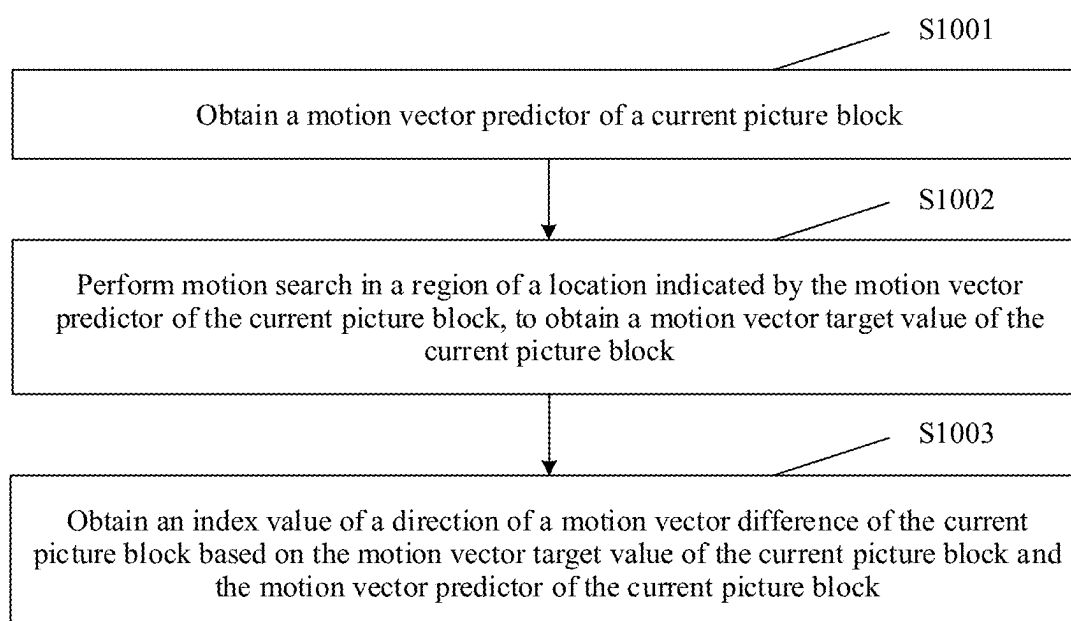 S1001
Obtain a motion vector predictor of a current picture block
S1002
Perform motion search in a region of a location indicated by the motion vector
predictor of the current picture block, to obtain a motion vector target value of the
current picture block
S1003
Obtain an index value of a direction of a motion vector difference of the current
picture block based on the motion vector target value of the current picture block and
the motion vector predictor of the current picture block